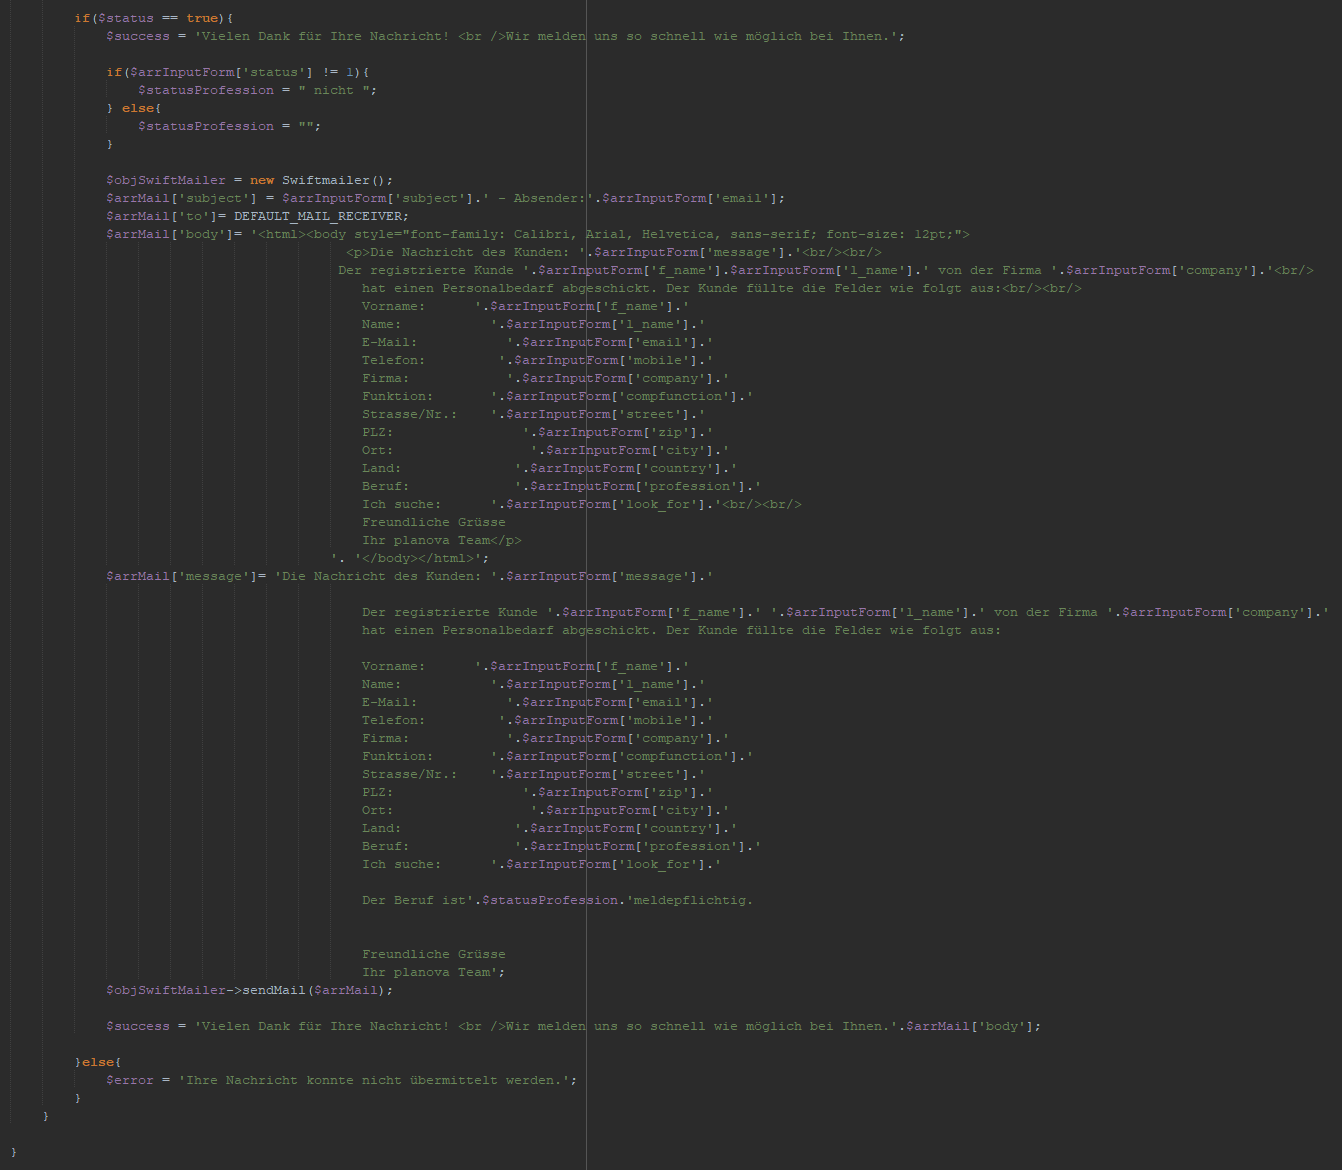 if($status == true){
$success = 'Vielen Dank für Ihre Nachricht! <br />Wir melden uns so schnell wie möglich bei Ihnen.';
if($arrInputForm['status'] != 1){
$statusProfession = " nicht ";
} else{
$statusProfession = "";
}
$objSwiftMailer = new Swiftmailer();
$arrMail['subject'] = $arrInputForm['subject'].' - Absender:'.$arrInputForm['email'];
$arrMail['to']= DEFAULT_MAIL_RECEIVER;
$arrMail['body']= '<html><body style="font-family: Calibri, Arial, Helvetica, sans-serif; font-size: 12pt;">
<p>Die Nachricht des Kunden: '.$arrInputForm['message'].'<br/><br/>
Der registrierte Kunde '.$arrInputForm['f_name'].$arrInputForm['l_name'].' von der Firma '.$arrInputForm['company'].'<br/>
hat einen Personalbedarf abgeschickt. Der Kunde füllte die Felder wie folgt aus:<br/><br/>
Vorname: '.$arrInputForm['f_name'].'
Name: '.$arrInputForm['l_name'].'
E-Mail: '.$arrInputForm['email'].'
Telefon: '.$arrInputForm['mobile'].'
Firma: '.$arrInputForm['company'].'
Funktion: '.$arrInputForm['compfunction'].'
Strasse/Nr.: '.$arrInputForm['street'].'
PLZ: '.$arrInputForm['zip'].'
Ort: '.$arrInputForm['city'].'
Land: '.$arrInputForm['country'].'
Beruf: '.$arrInputForm['profession'].'
Ich suche: '.$arrInputForm['look_for'].'<br/><br/>
Freundliche Grüsse
Ihr planova Team</p>
'. '</body></html>';
$arrMail['message']= 'Die Nachricht des Kunden: '.$arrInputForm['message'].'
Der registrierte Kunde '.$arrInputForm['f_name'].' '.$arrInputForm['l_name'].' von der Firma '.$arrInputForm['company'].'
hat einen Personalbedarf abgeschickt. Der Kunde füllte die Felder wie folgt aus:
Vorname: '.$arrInputForm['f_name'].'
Name: '.$arrInputForm['l_name'].'
E-Mail: '.$arrInputForm['email'].'
Telefon: '.$arrInputForm['mobile'].'
Firma: '.$arrInputForm['company'].'
Funktion: '.$arrInputForm['compfunction'].'
Strasse/Nr.: '.$arrInputForm['street'].'
PLZ: '.$arrInputForm['zip'].'
Ort: '.$arrInputForm['city'].'
Land: '.$arrInputForm['country'].'
Beruf: '.$arrInputForm['profession'].'
Ich suche: '.$arrInputForm['look_for'].'
Der Beruf ist'.$statusProfession.'meldepflichtig.
Freundliche Grüsse
Ihr planova Team';
$objSwiftMailer->sendMail($arrMail);
$success = 'Vielen Dank für Ihre Nachricht! <br />Wir melden uns so schnell wie möglich bei Ihnen.'.$arrMail['body'];
}else{
$error = 'Ihre Nachricht konnte nicht übermittelt werden.';
}
}
}